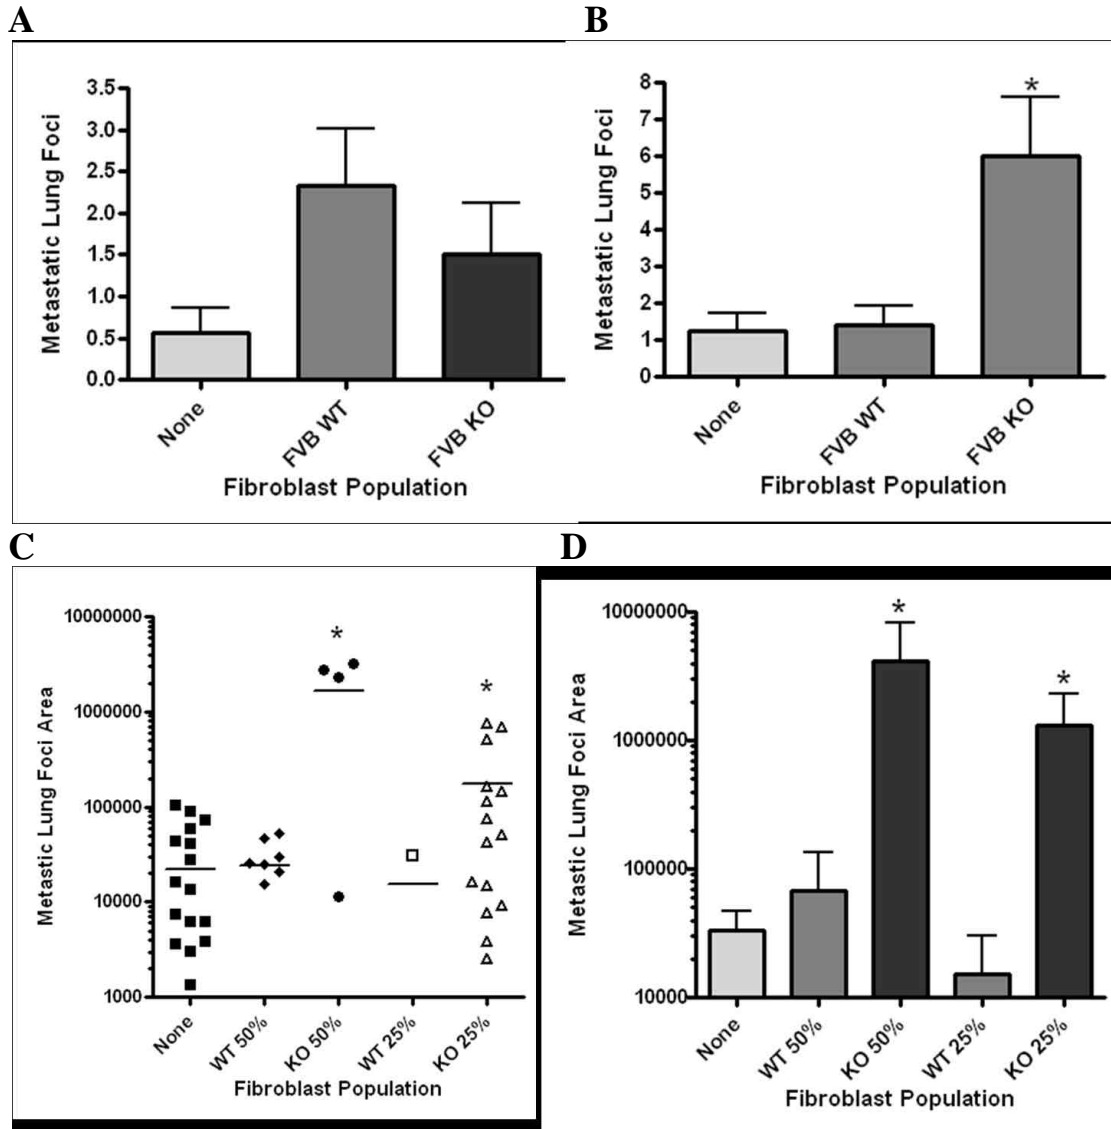 A
B
Metastatic Lung Foci
3.5
3.0
2.5
2.0
1.5
1.0
0.5
0.0
None
FVB WT
FVB KO
Fibroblast Population
Metastatic Lung Foci
8
7
6
5
4
3
2
1
0
*
None
FVB WT
FVB KO
Fibroblast Population
C
D
Metastic Lung Foci Area
10000000
1000000
100000
10000
1000
*
*
None
WT 50%
KO 50%
WT 25%
KO 25%
Fibroblast Population
Metastic Lung Foci Area
10000000
1000000
100000
10000
*
*
None
WT 50%
KO 50%
WT 25%
KO 25%
Fibroblast Population